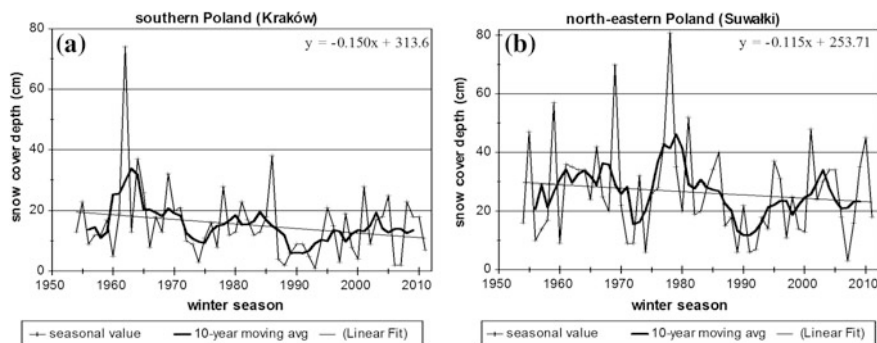 southern Poland (Kraków)
(a)
y = -0.150x + 313.6
snow cover depth (cm)
80
60
40
20
0
1950 1960 1970 1980 1990 2000 2010
winter season
seasonal value 10-year moving avg (Linear Fit)
north-eastern Poland (Suwałki)
(b)
y = -0.115x + 253.71
snow cover depth (cm)
80
60
40
20
0
1950 1960 1970 1980 1990 2000 2010
winter season
seasonal value 10-year moving avg (Linear Fit)